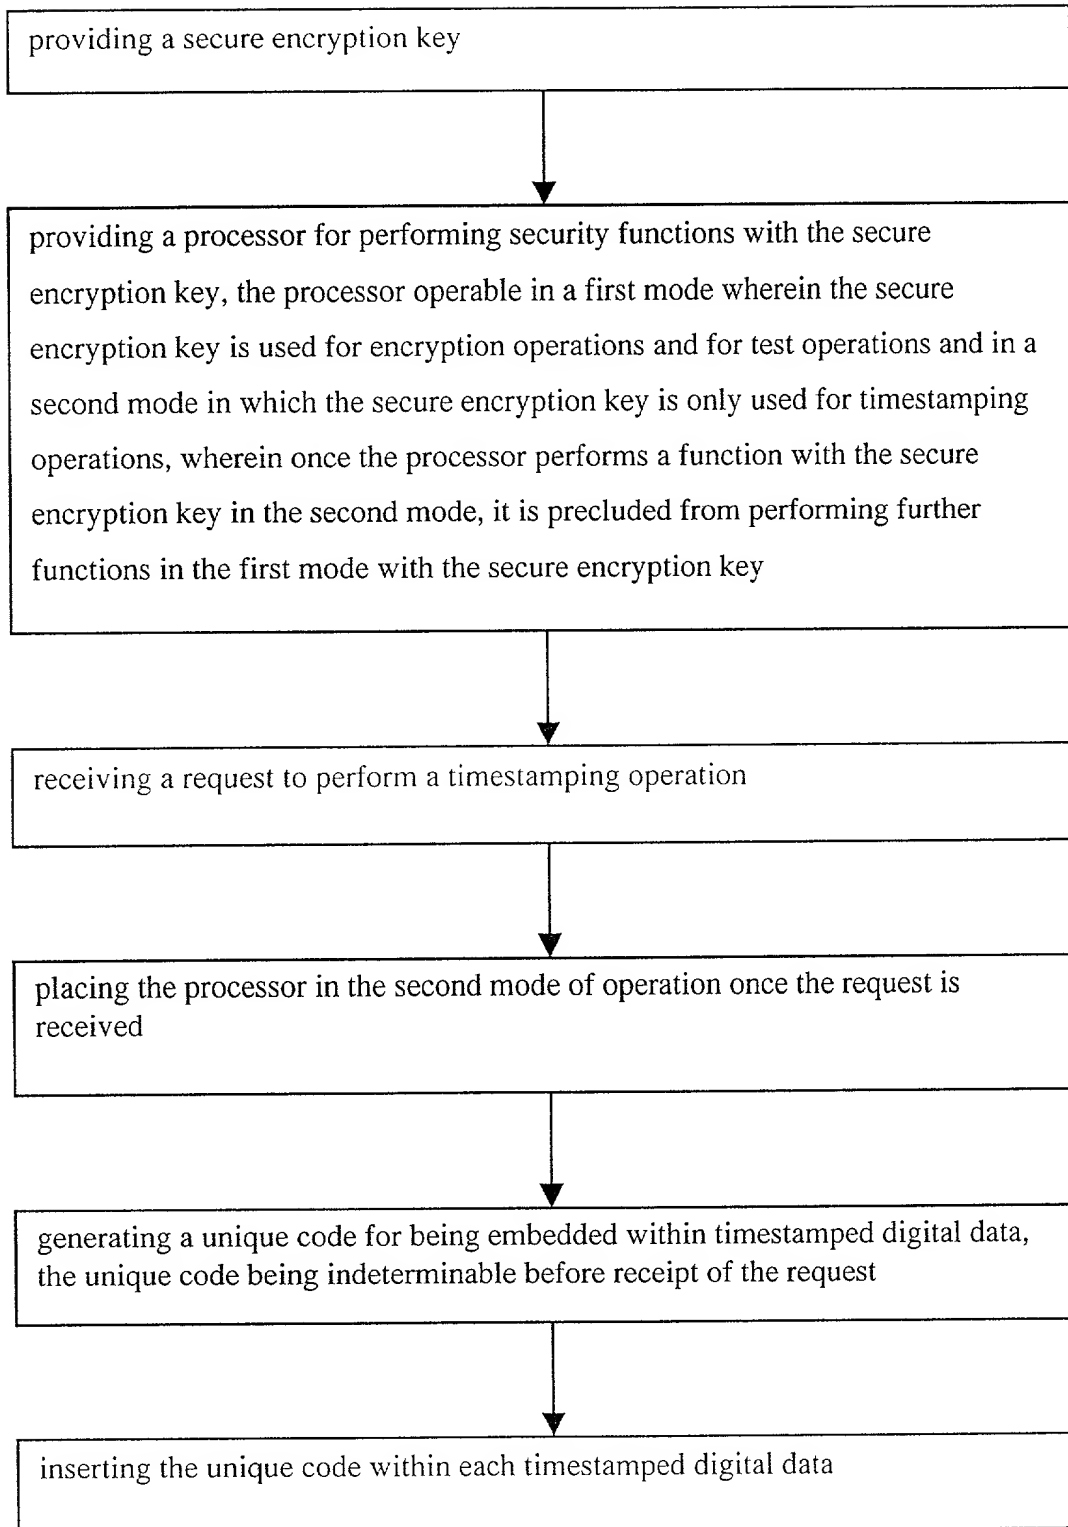 providing a secure encryption key
providing a processor for performing security functions with the secure
encryption key, the processor operable in a first mode wherein the secure
encryption key is used for encryption operations and for test operations and in a
second mode in which the secure encryption key is only used for timestamping
operations, wherein once the processor performs a function with the secure
encryption key in the second mode, it is precluded from performing further
functions in the first mode with the secure encryption key
receiving a request to perform a timestamping operation
placing the processor in the second mode of operation once the request is
received
generating a unique code for being embedded within timestamped digital data,
the unique code being indeterminable before receipt of the request
inserting the unique code within each timestamped digital data